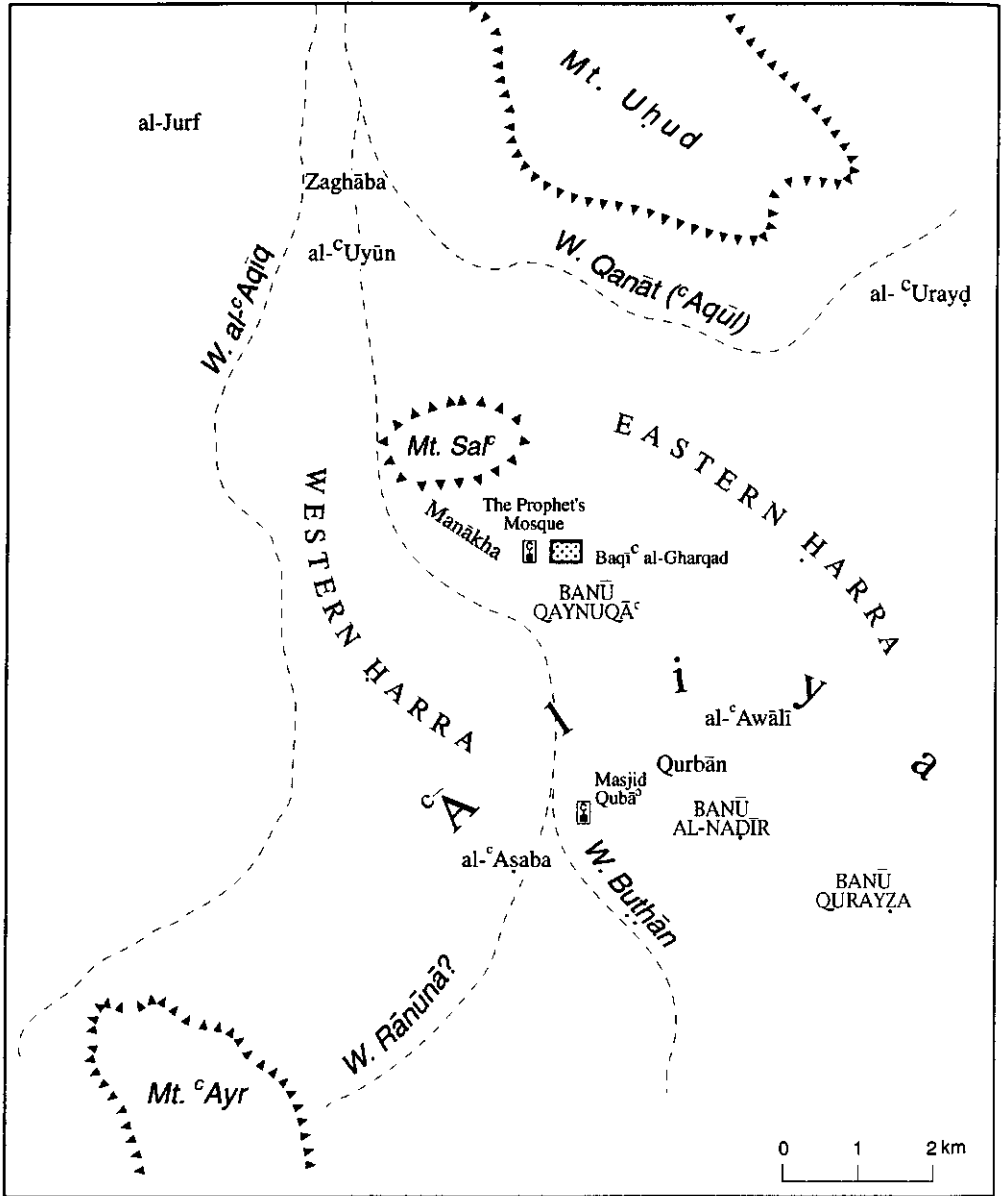 Mt. Uḥud
al-Jurf
Zaghāba
al-ᶜUyūn
W. al-ᶜAqīq
W. Qanāt (ᶜAqūl)
al- ᶜUrayḍ
EASTERN ḤARRA
Mt. Salᶜ
WESTERN ḤARRA
Manākha
The Prophet's
Mosque
Baqīᶜ al-Gharqad
BANŪ
QAYNUQĀᶜ
ᶜĀliya
al-ᶜAwālī
Qurbān
Masjid
Qubāʾ
BANŪ
AL-NAḌĪR
al-ᶜAṣaba
W. Buṭḥān
BANŪ
QURAYẒA
W. Rānūnā?
Mt. ᶜAyr
0 1 2 km